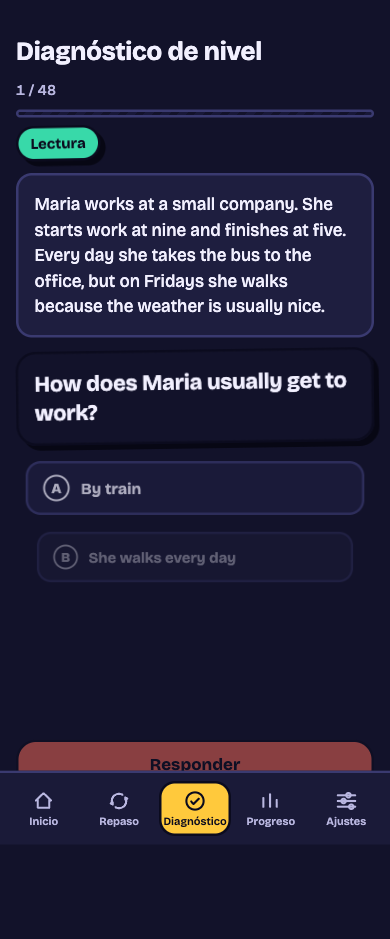 Diagnóstico de nivel
1 / 48
Lectura
Maria works at a small company. She
starts work at nine and finishes at five.
Every day she takes the bus to the
office, but on Fridays she walks
because the weather is usually nice.
How does Maria usually get to
work?
A By train
B She walks every day
Responder
Inicio
Repaso
Diagnóstico
Progreso
Ajustes